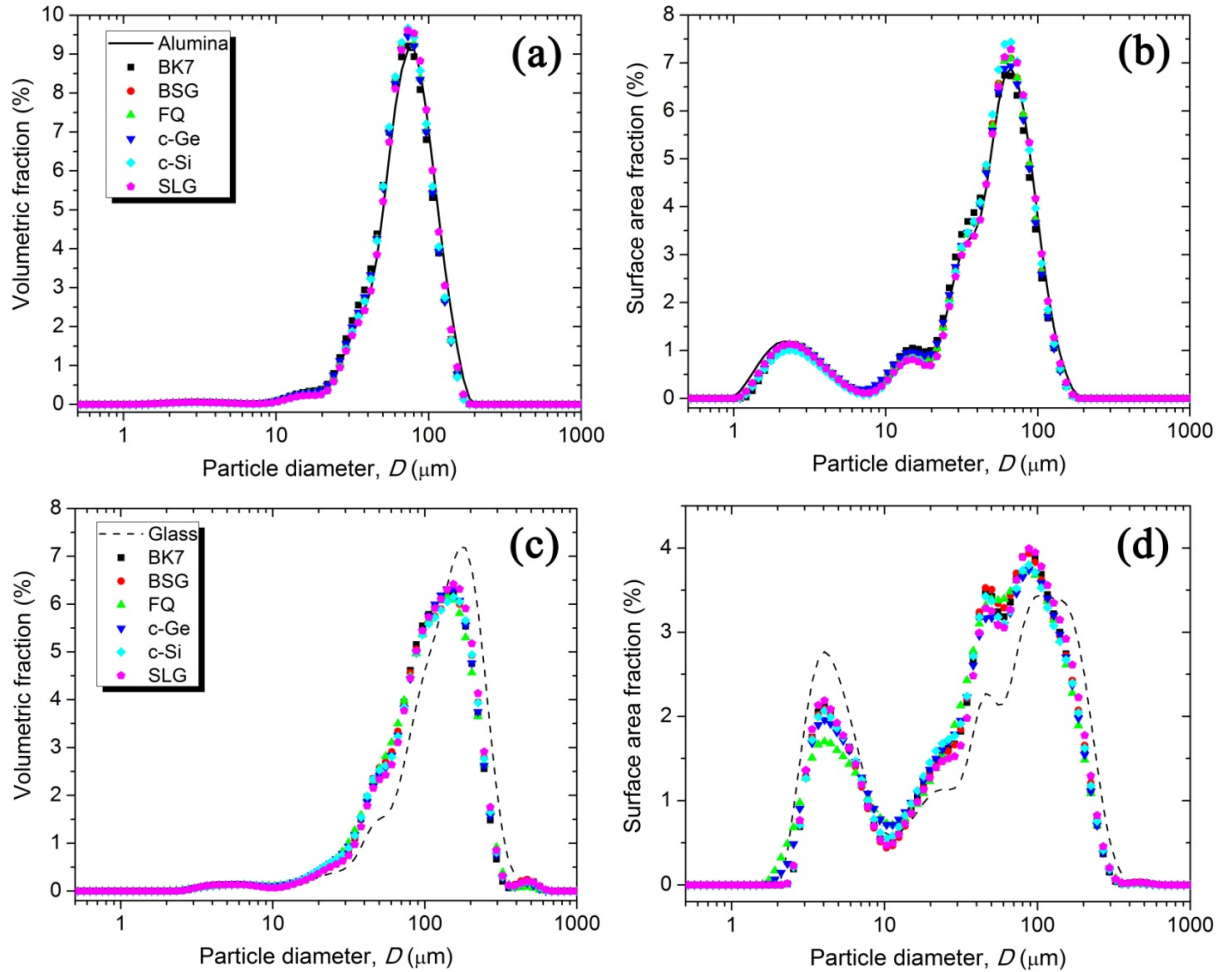 (a)
Volumetric fraction (%)
10
9
8
7
6
5
4
3
2
1
0
Alumina
BK7
BSG
FQ
c-Ge
c-Si
SLG
1 10 100 1000
Particle diameter, D (μm)
(b)
Surface area fraction (%)
8
7
6
5
4
3
2
1
0
1 10 100 1000
Particle diameter, D (μm)
(c)
Volumetric fraction (%)
8
7
6
5
4
3
2
1
0
Glass
BK7
BSG
FQ
c-Ge
c-Si
SLG
1 10 100 1000
Particle diameter, D (μm)
(d)
Surface area fraction (%)
4
3
2
1
0
1 10 100 1000
Particle diameter, D (μm)